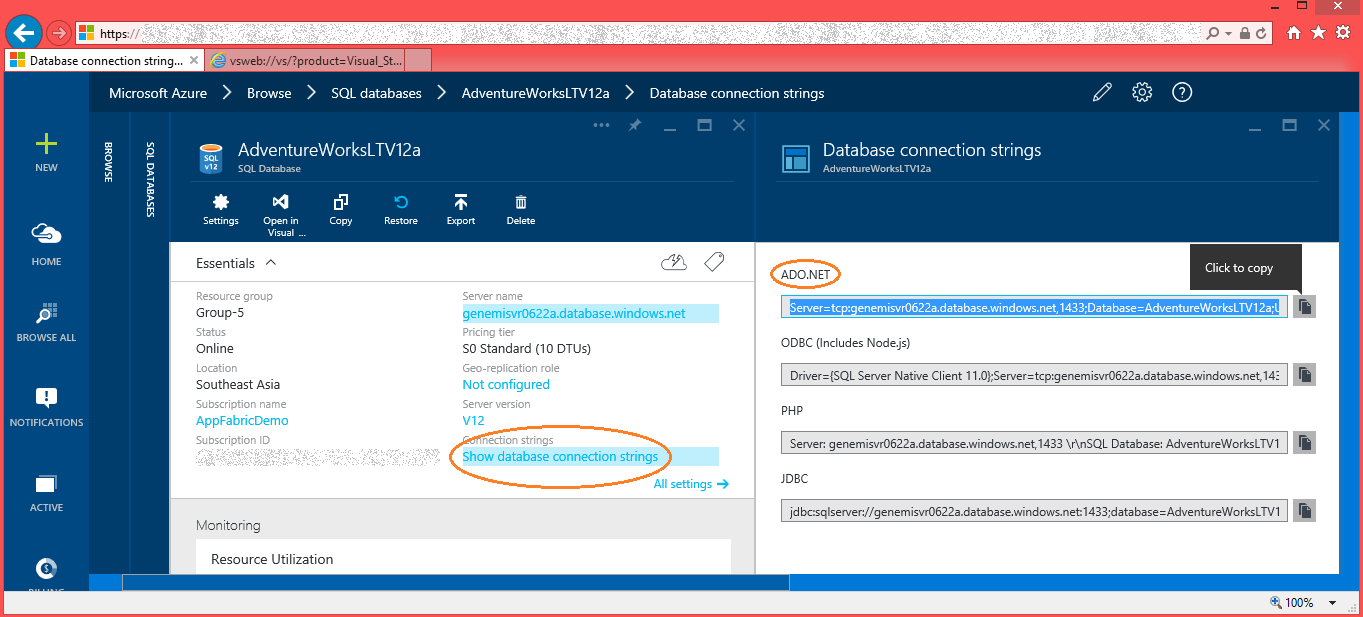 https://
Database connection string...
vsweb://vs/?product=Visual_St...
Microsoft Azure
Browse
SQL databases
AdventureWorksLTV12a
Database connection strings
NEW
HOME
BROWSE ALL
NOTIFICATIONS
ACTIVE
BILLING
BROWSE
SQL DATABASES
SQL
v12
AdventureWorksLTV12a
SQL Database
Settings
Open in
Visual ...
Copy
Restore
Export
Delete
Essentials
Resource group
Group-5
Status
Online
Location
Southeast Asia
Subscription name
AppFabricDemo
Subscription ID
Server name
genemisvr0622a.database.windows.net
Pricing tier
S0 Standard (10 DTUs)
Geo-replication role
Not configured
Server version
V12
Connection strings
Show database connection strings
All settings
Monitoring
Resource Utilization
Database connection strings
AdventureWorksLTV12a
Click to copy
ADO.NET
Server=tcp:genemisvr0622a.database.windows.net,1433;Database=AdventureWorksLTV12a;U
ODBC (Includes Node.js)
Driver={SQL Server Native Client 11.0};Server=tcp:genemisvr0622a.database.windows.net,143
PHP
Server: genemisvr0622a.database.windows.net,1433 \r\nSQL Database: AdventureWorksLTV1
JDBC
jdbc:sqlserver://genemisvr0622a.database.windows.net:1433;database=AdventureWorksLTV1
100%